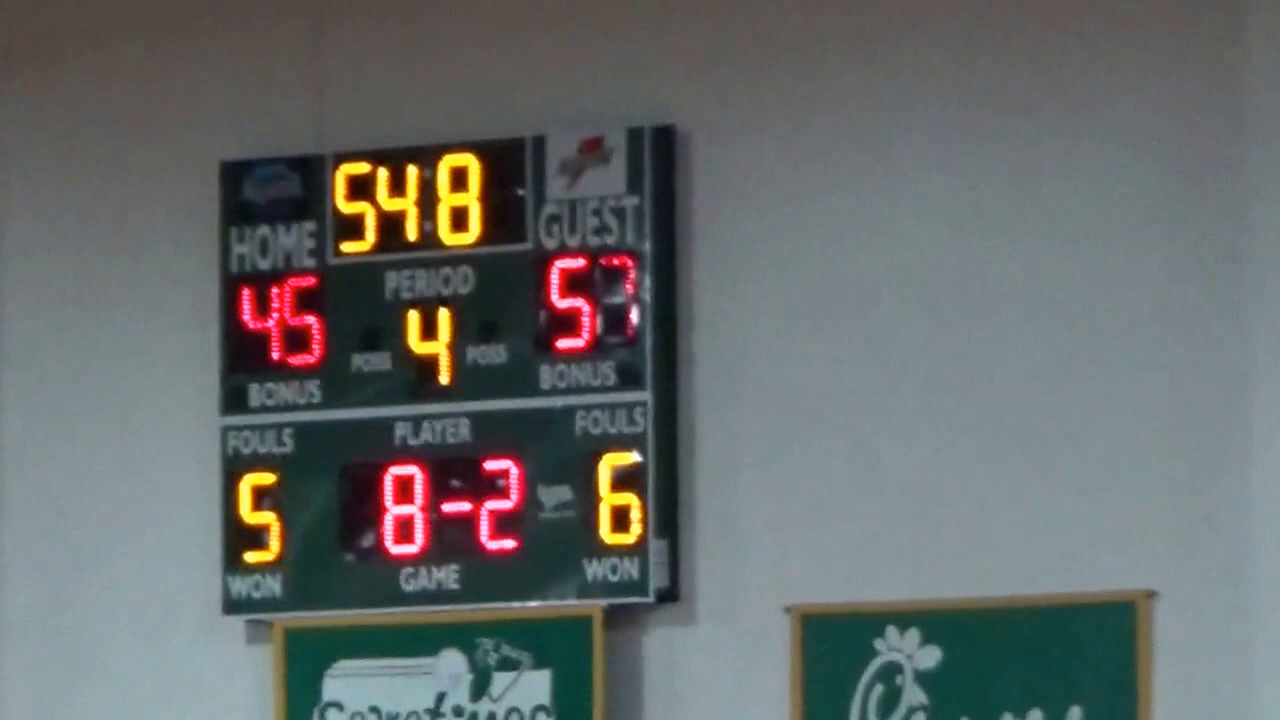 54:8
HOME GUEST
45 PERIOD 57
POSS 4 POSS
BONUS BONUS
FOULS PLAYER FOULS
5 8-2 6
WON GAME WON